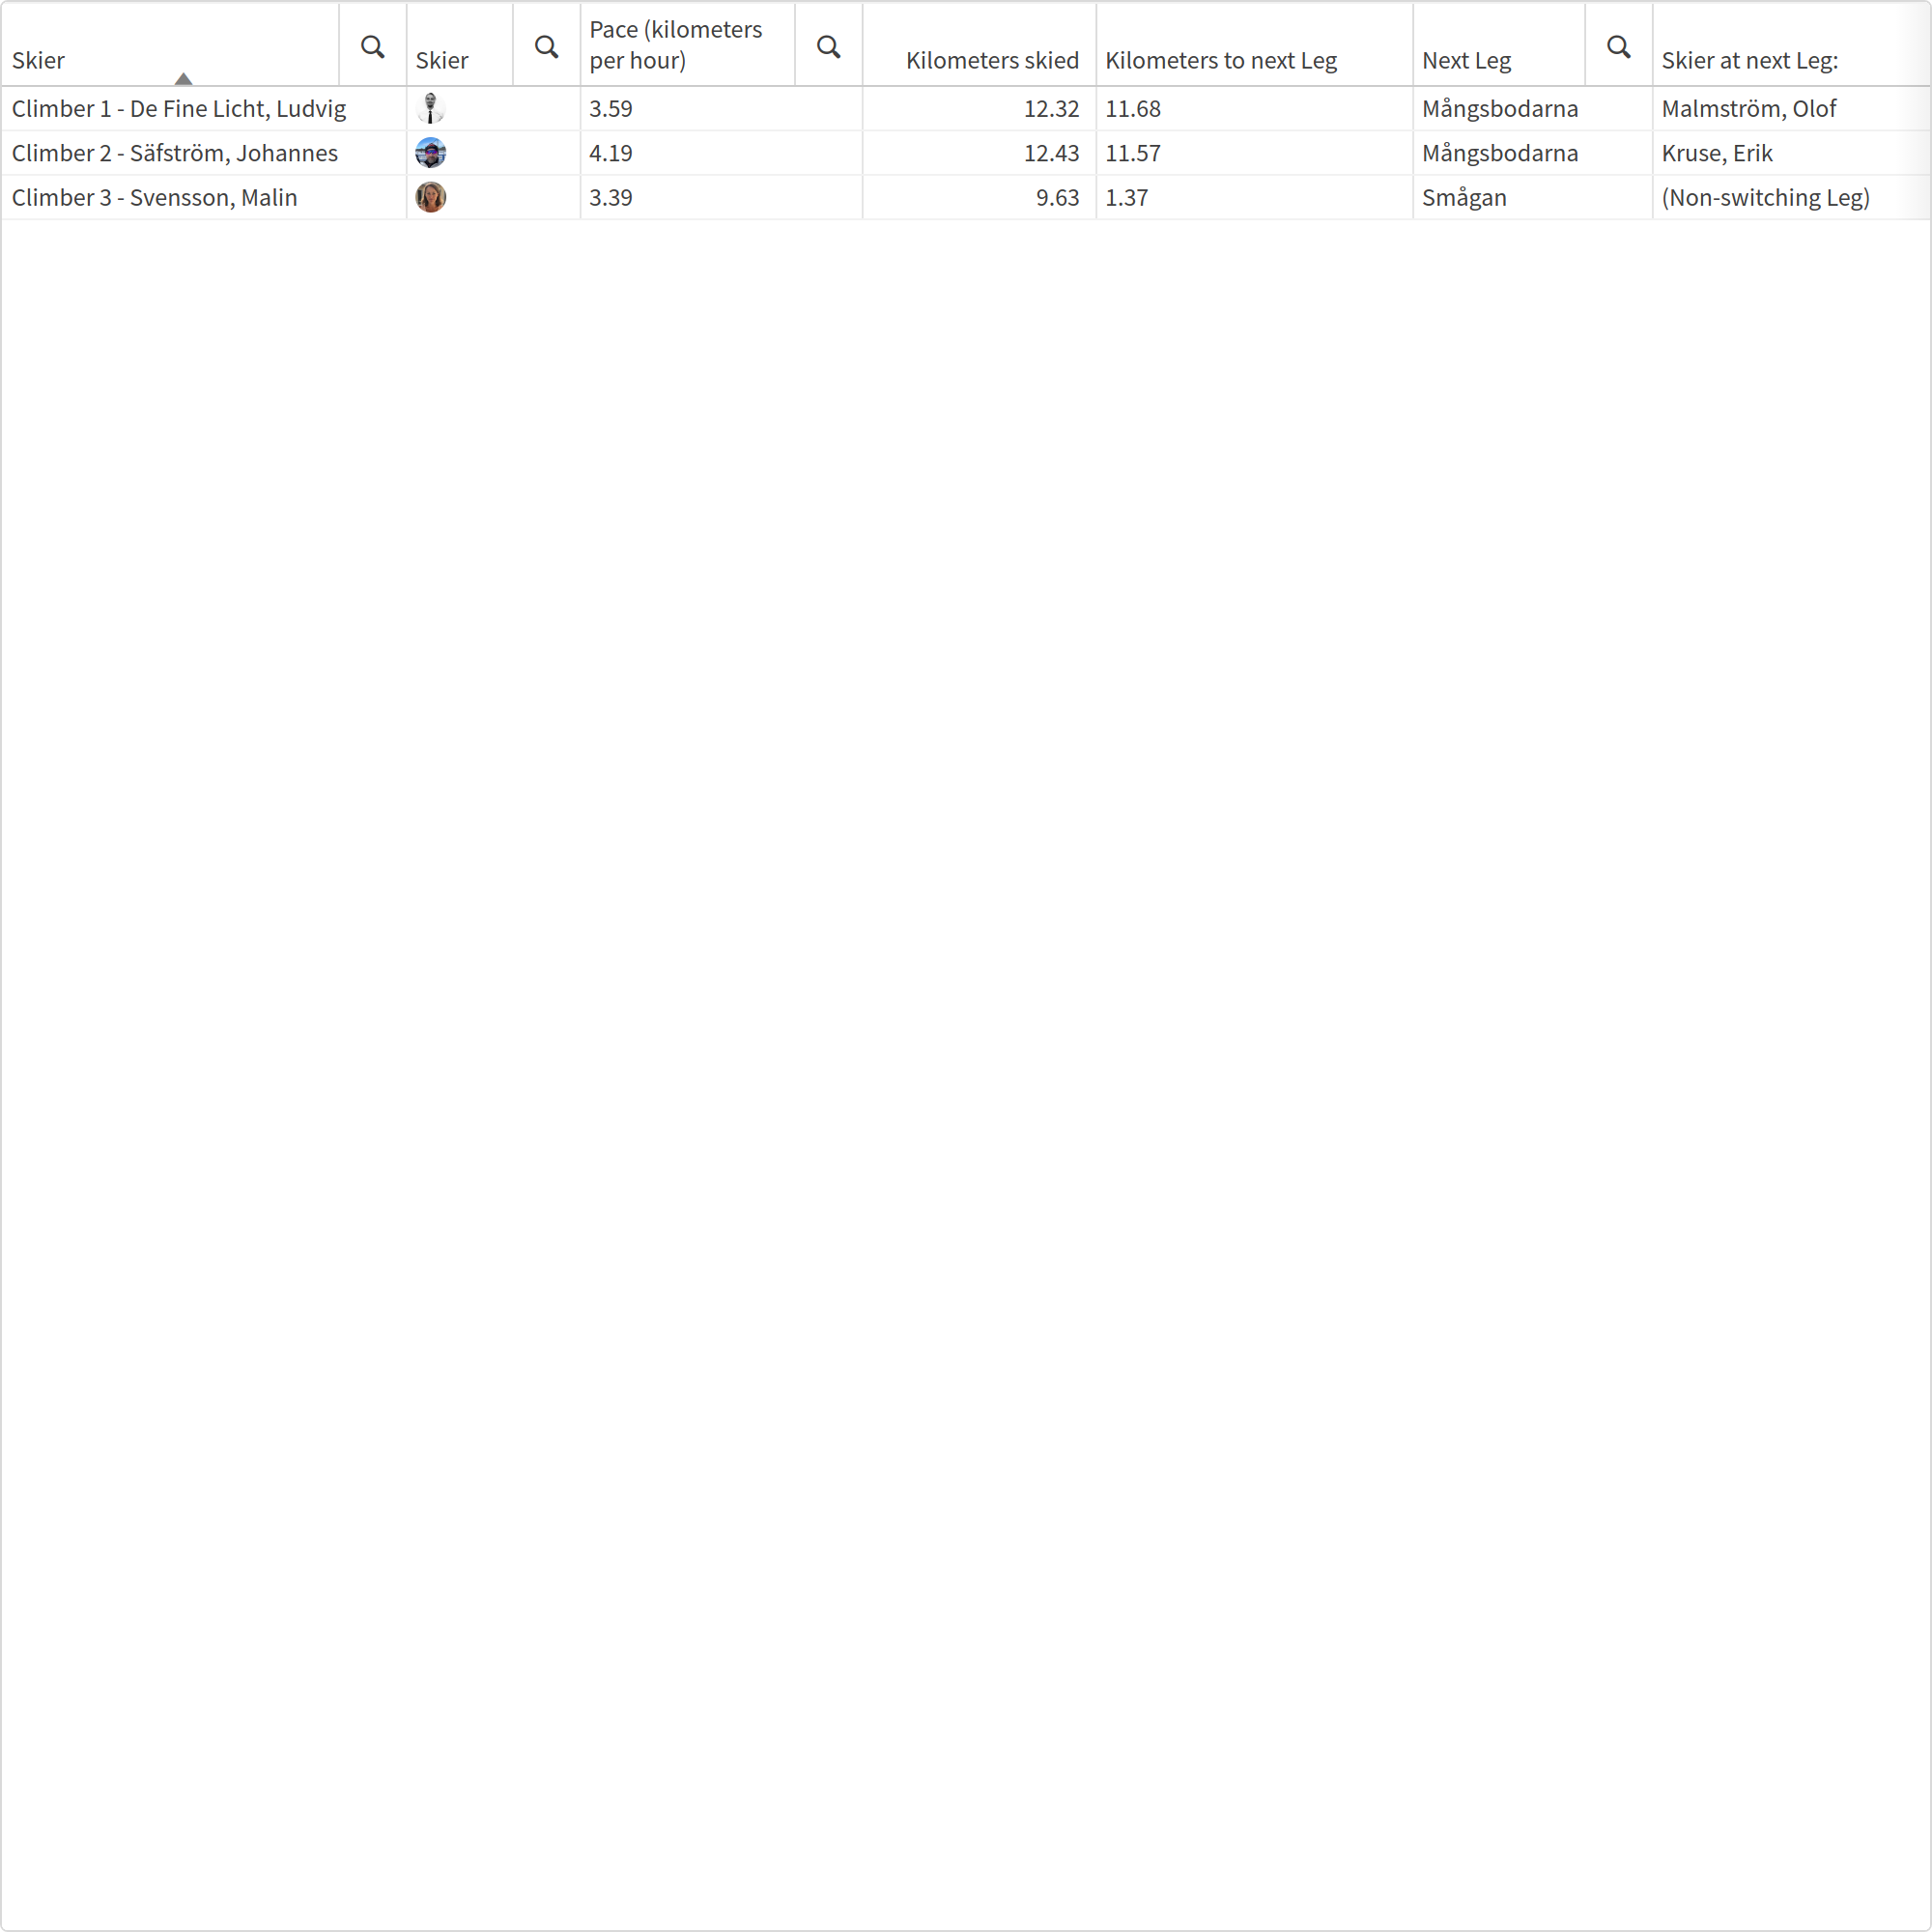 Skier
Skier
Pace (kilometers
per hour)
Kilometers skied
Kilometers to next Leg
Next Leg
Skier at next Leg:
Climber 1 - De Fine Licht, Ludvig 3.59 12.32 11.68 Mångsbodarna Malmström, Olof
Climber 2 - Säfström, Johannes 4.19 12.43 11.57 Mångsbodarna Kruse, Erik
Climber 3 - Svensson, Malin 3.39 9.63 1.37 Smågan (Non-switching Leg)